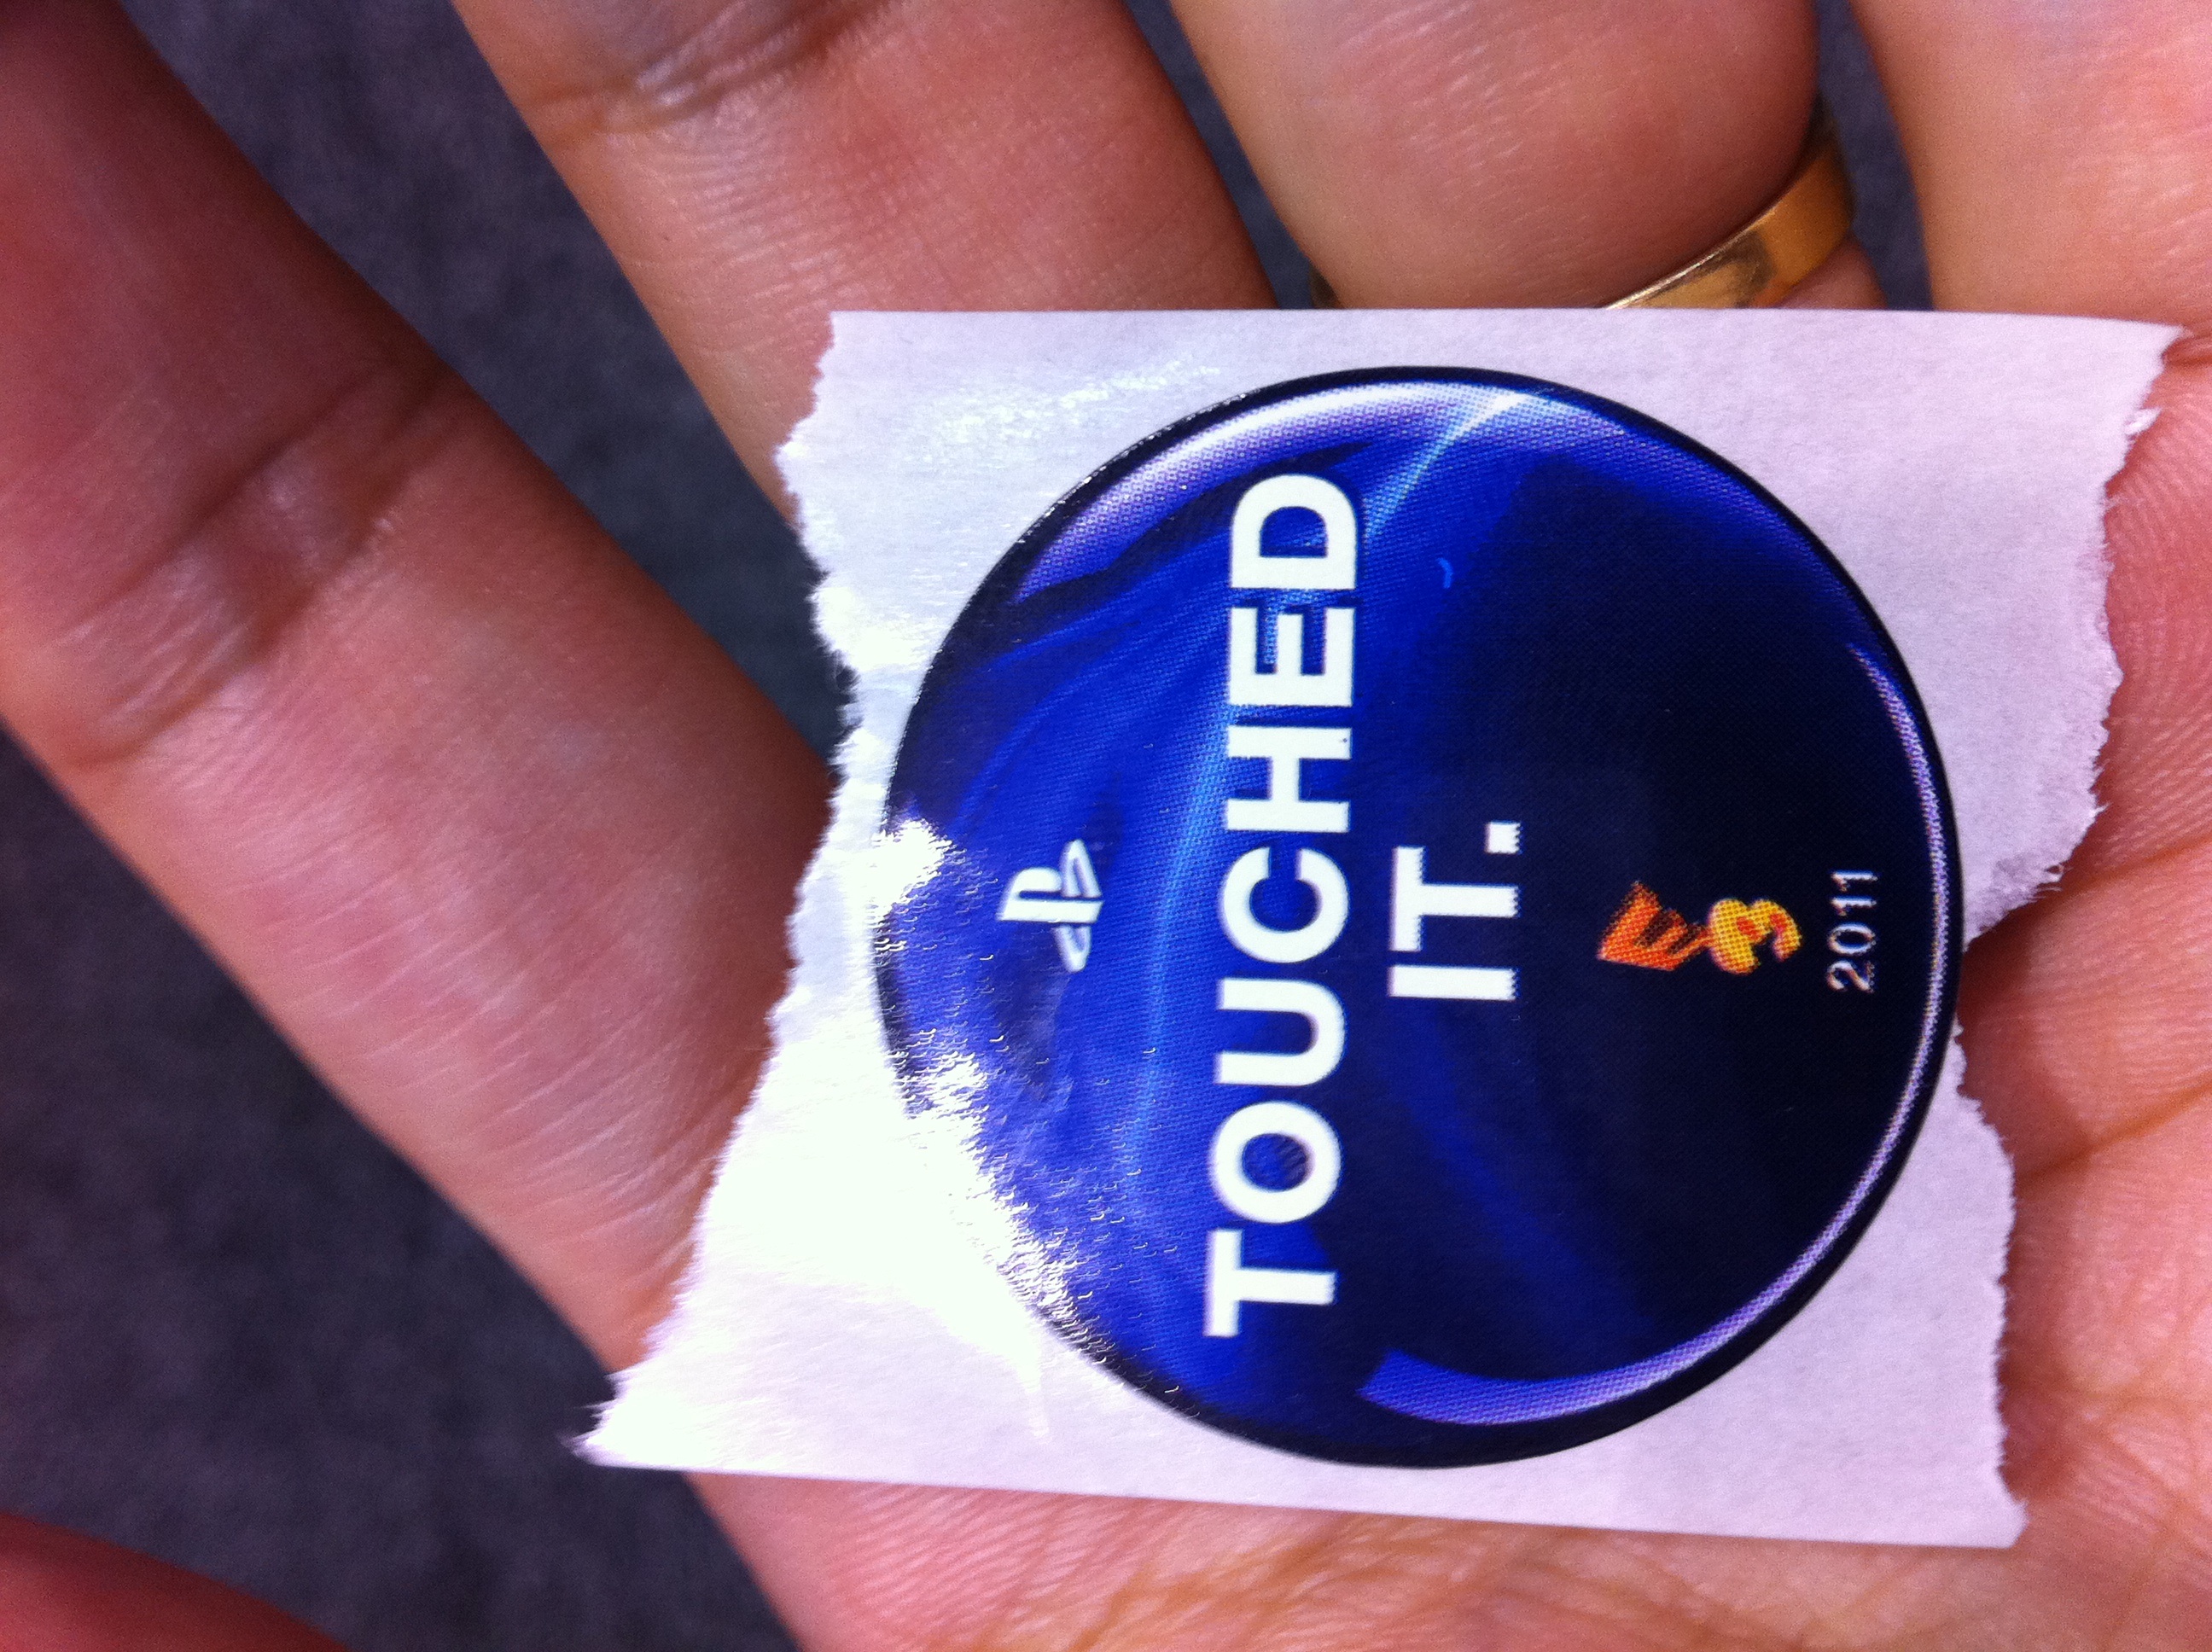 TOUCHED
IT.
E3
2011